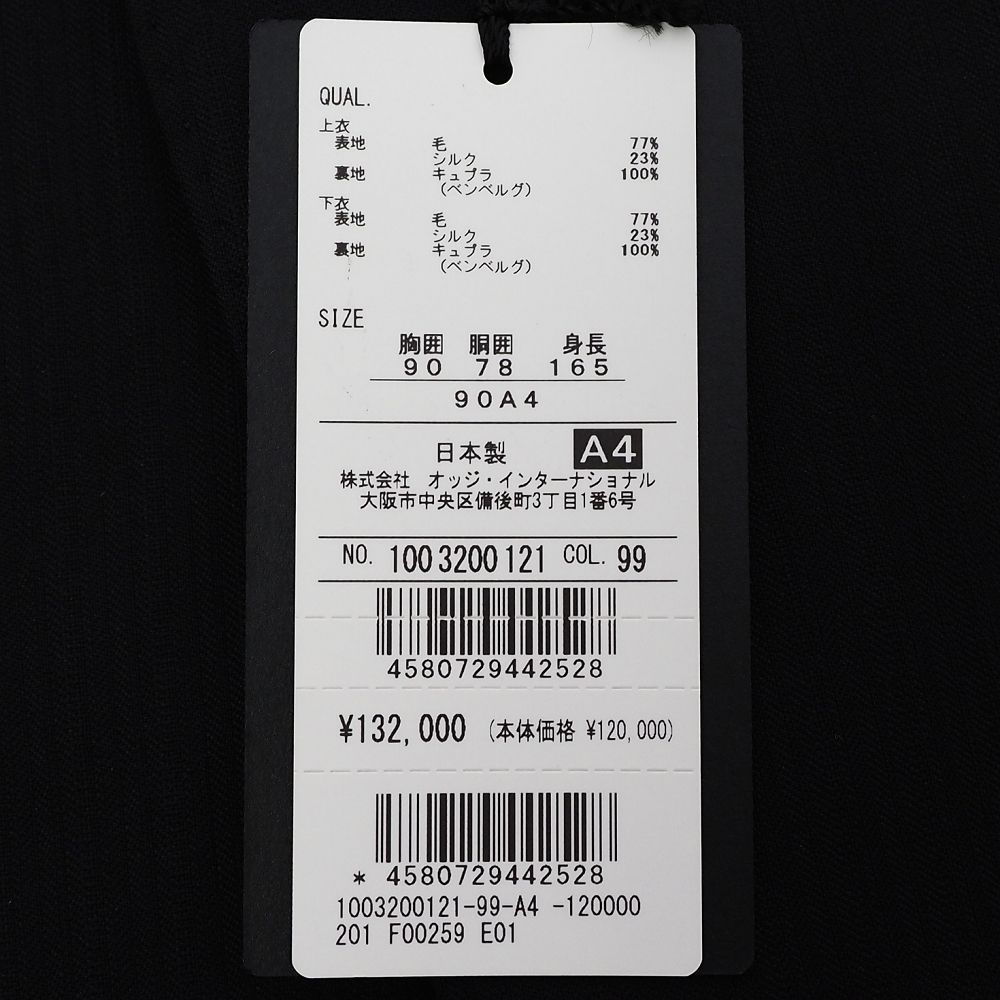 QUAL.
上衣
表地 毛 77%
シルク 23%
裏地 キュプラ 100%
(ベンベルグ)
下衣
表地 毛 77%
シルク 23%
裏地 キュプラ 100%
(ベンベルグ)
SIZE
胸囲 胴囲 身長
90 78 165
90A4
日本製 A4
株式会社 オッジ・インターナショナル
大阪市中央区備後町3丁目1番6号
NO. 1003200121 COL. 99
4580729442528
¥132,000 (本体価格 ¥120,000)
* 4580729442528
1003200121-99-A4 -120000
201 F00259 E01